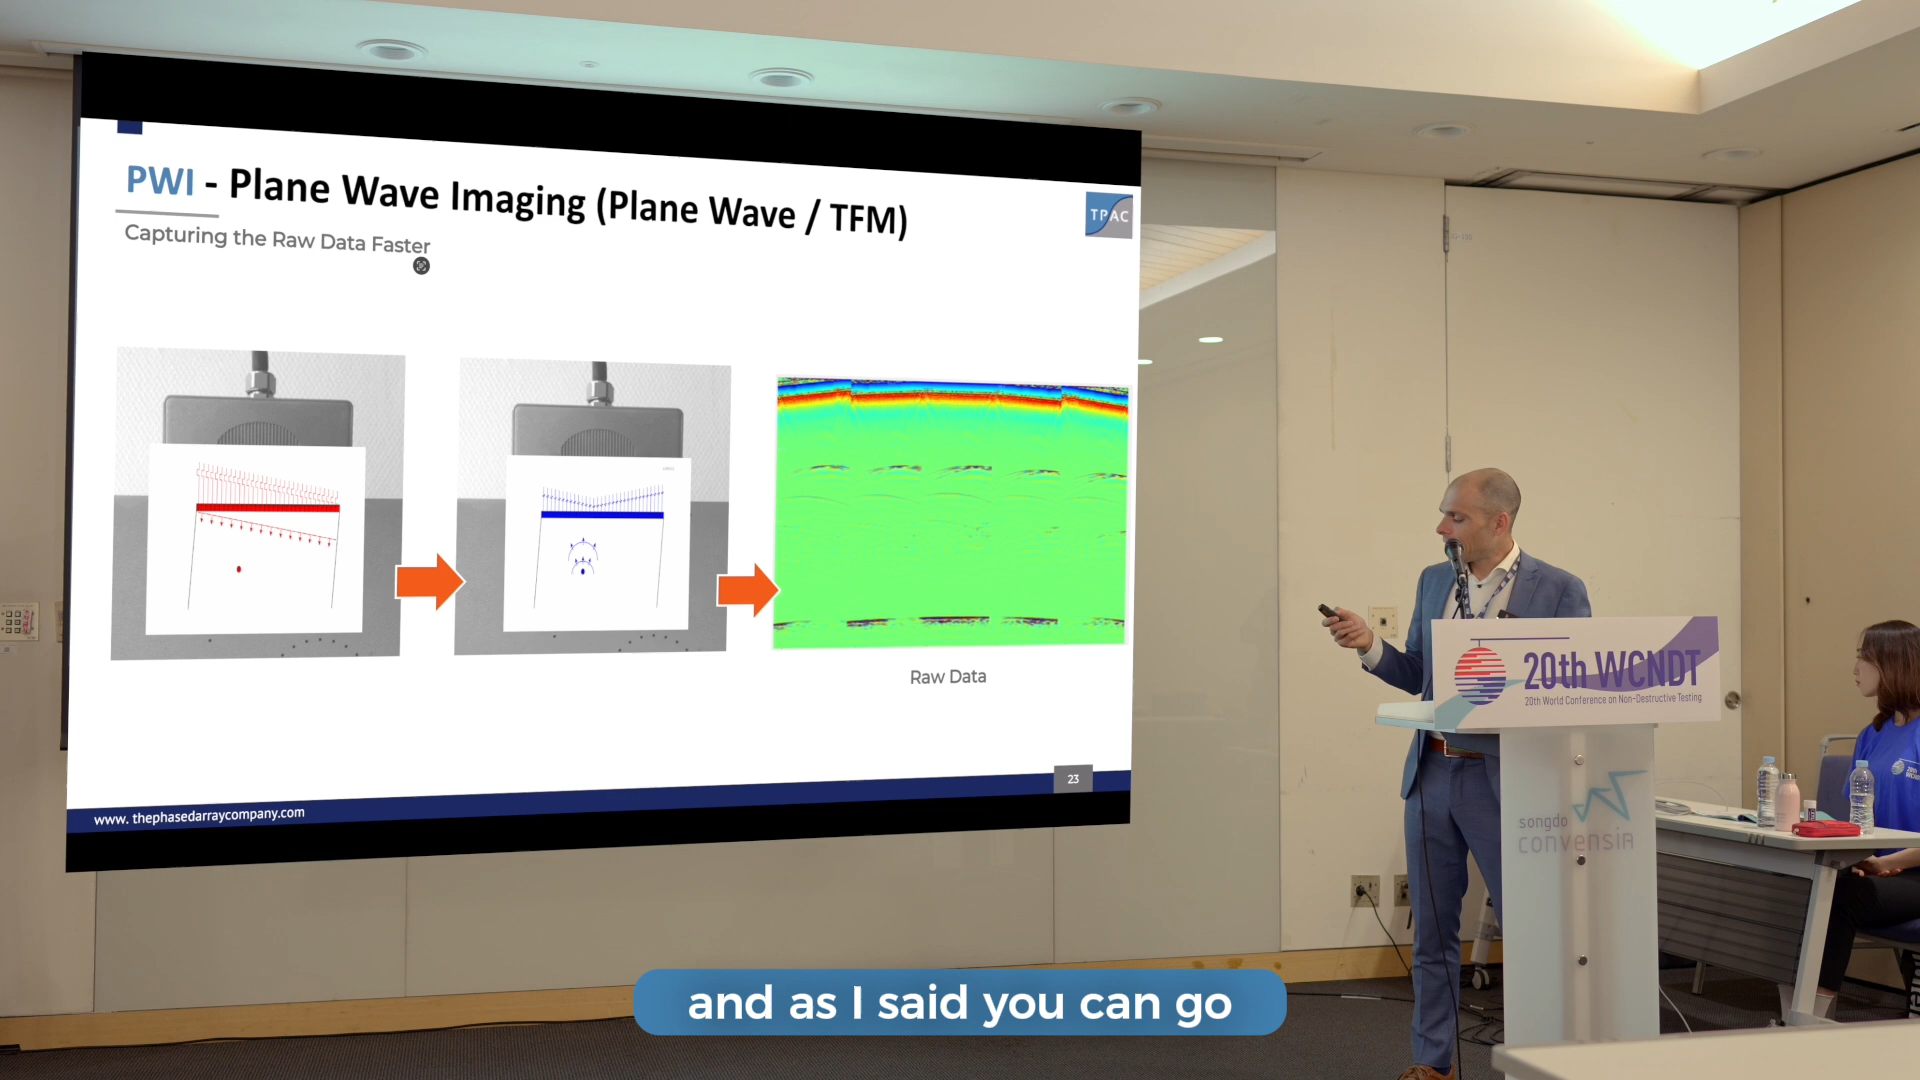 PWI - Plane Wave Imaging (Plane Wave / TFM)
Capturing the Raw Data Faster
TPAC
Raw Data
23
www. thephasedarraycompany.com
20th WCNDT
20th World Conference on Non-Destructive Testing
songdo
convensia
and as I said you can go